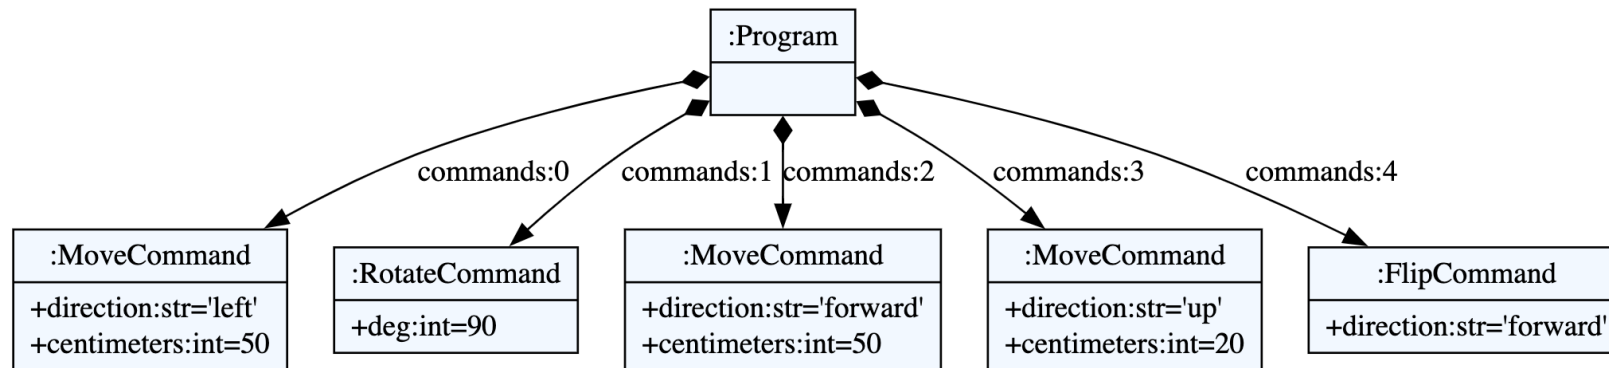 :Program
commands:0
commands:1
commands:2
commands:3
commands:4
:MoveCommand
+direction:str='left'
+centimeters:int=50
:RotateCommand
+deg:int=90
:MoveCommand
+direction:str='forward'
+centimeters:int=50
:MoveCommand
+direction:str='up'
+centimeters:int=20
:FlipCommand
+direction:str='forward'